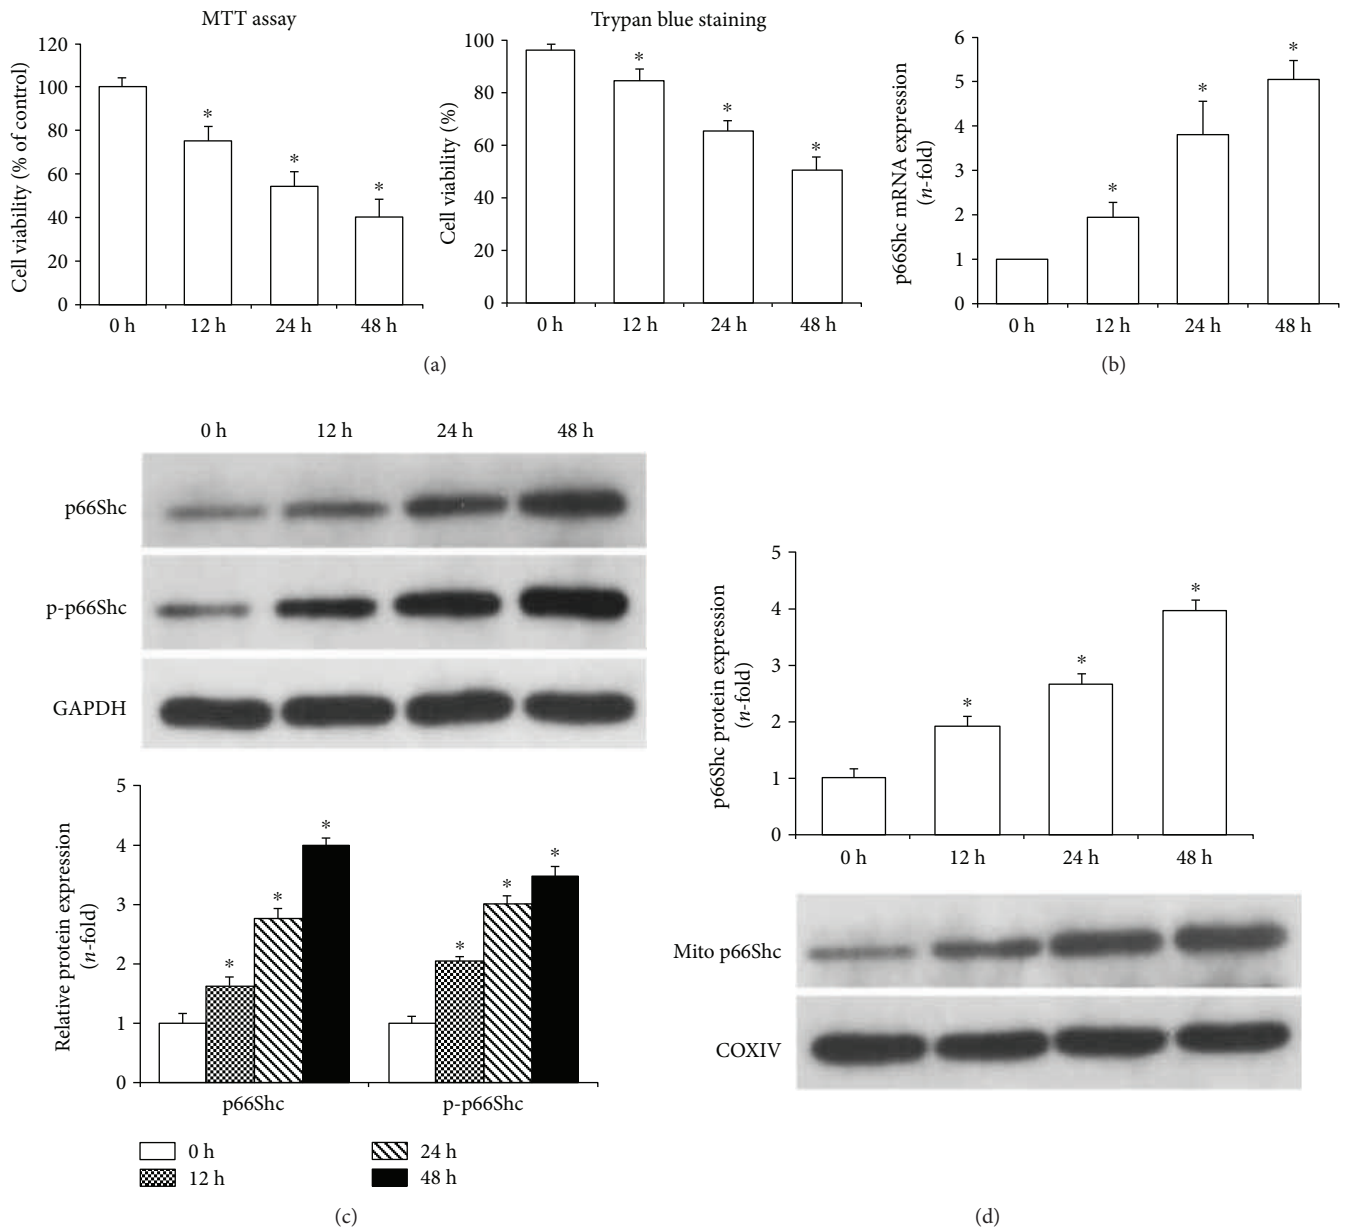 MTT assay
Cell viability (% of control)
120
100
80
60
40
20
0
*
*
*
0 h 12 h 24 h 48 h
Trypan blue staining
Cell viability (%)
100
80
60
40
20
0
*
*
*
0 h 12 h 24 h 48 h
(a)
p66Shc mRNA expression
(n-fold)
6
5
4
3
2
1
0
*
*
*
0 h 12 h 24 h 48 h
(b)
0 h 12 h 24 h 48 h
p66Shc
p-p66Shc
GAPDH
Relative protein expression
(n-fold)
5
4
3
2
1
0
*
*
*
*
*
*
p66Shc p-p66Shc
0 h 24 h
12 h 48 h
(c)
p66Shc protein expression
(n-fold)
5
4
3
2
1
0
*
*
*
0 h 12 h 24 h 48 h
Mito p66Shc
COXIV
(d)